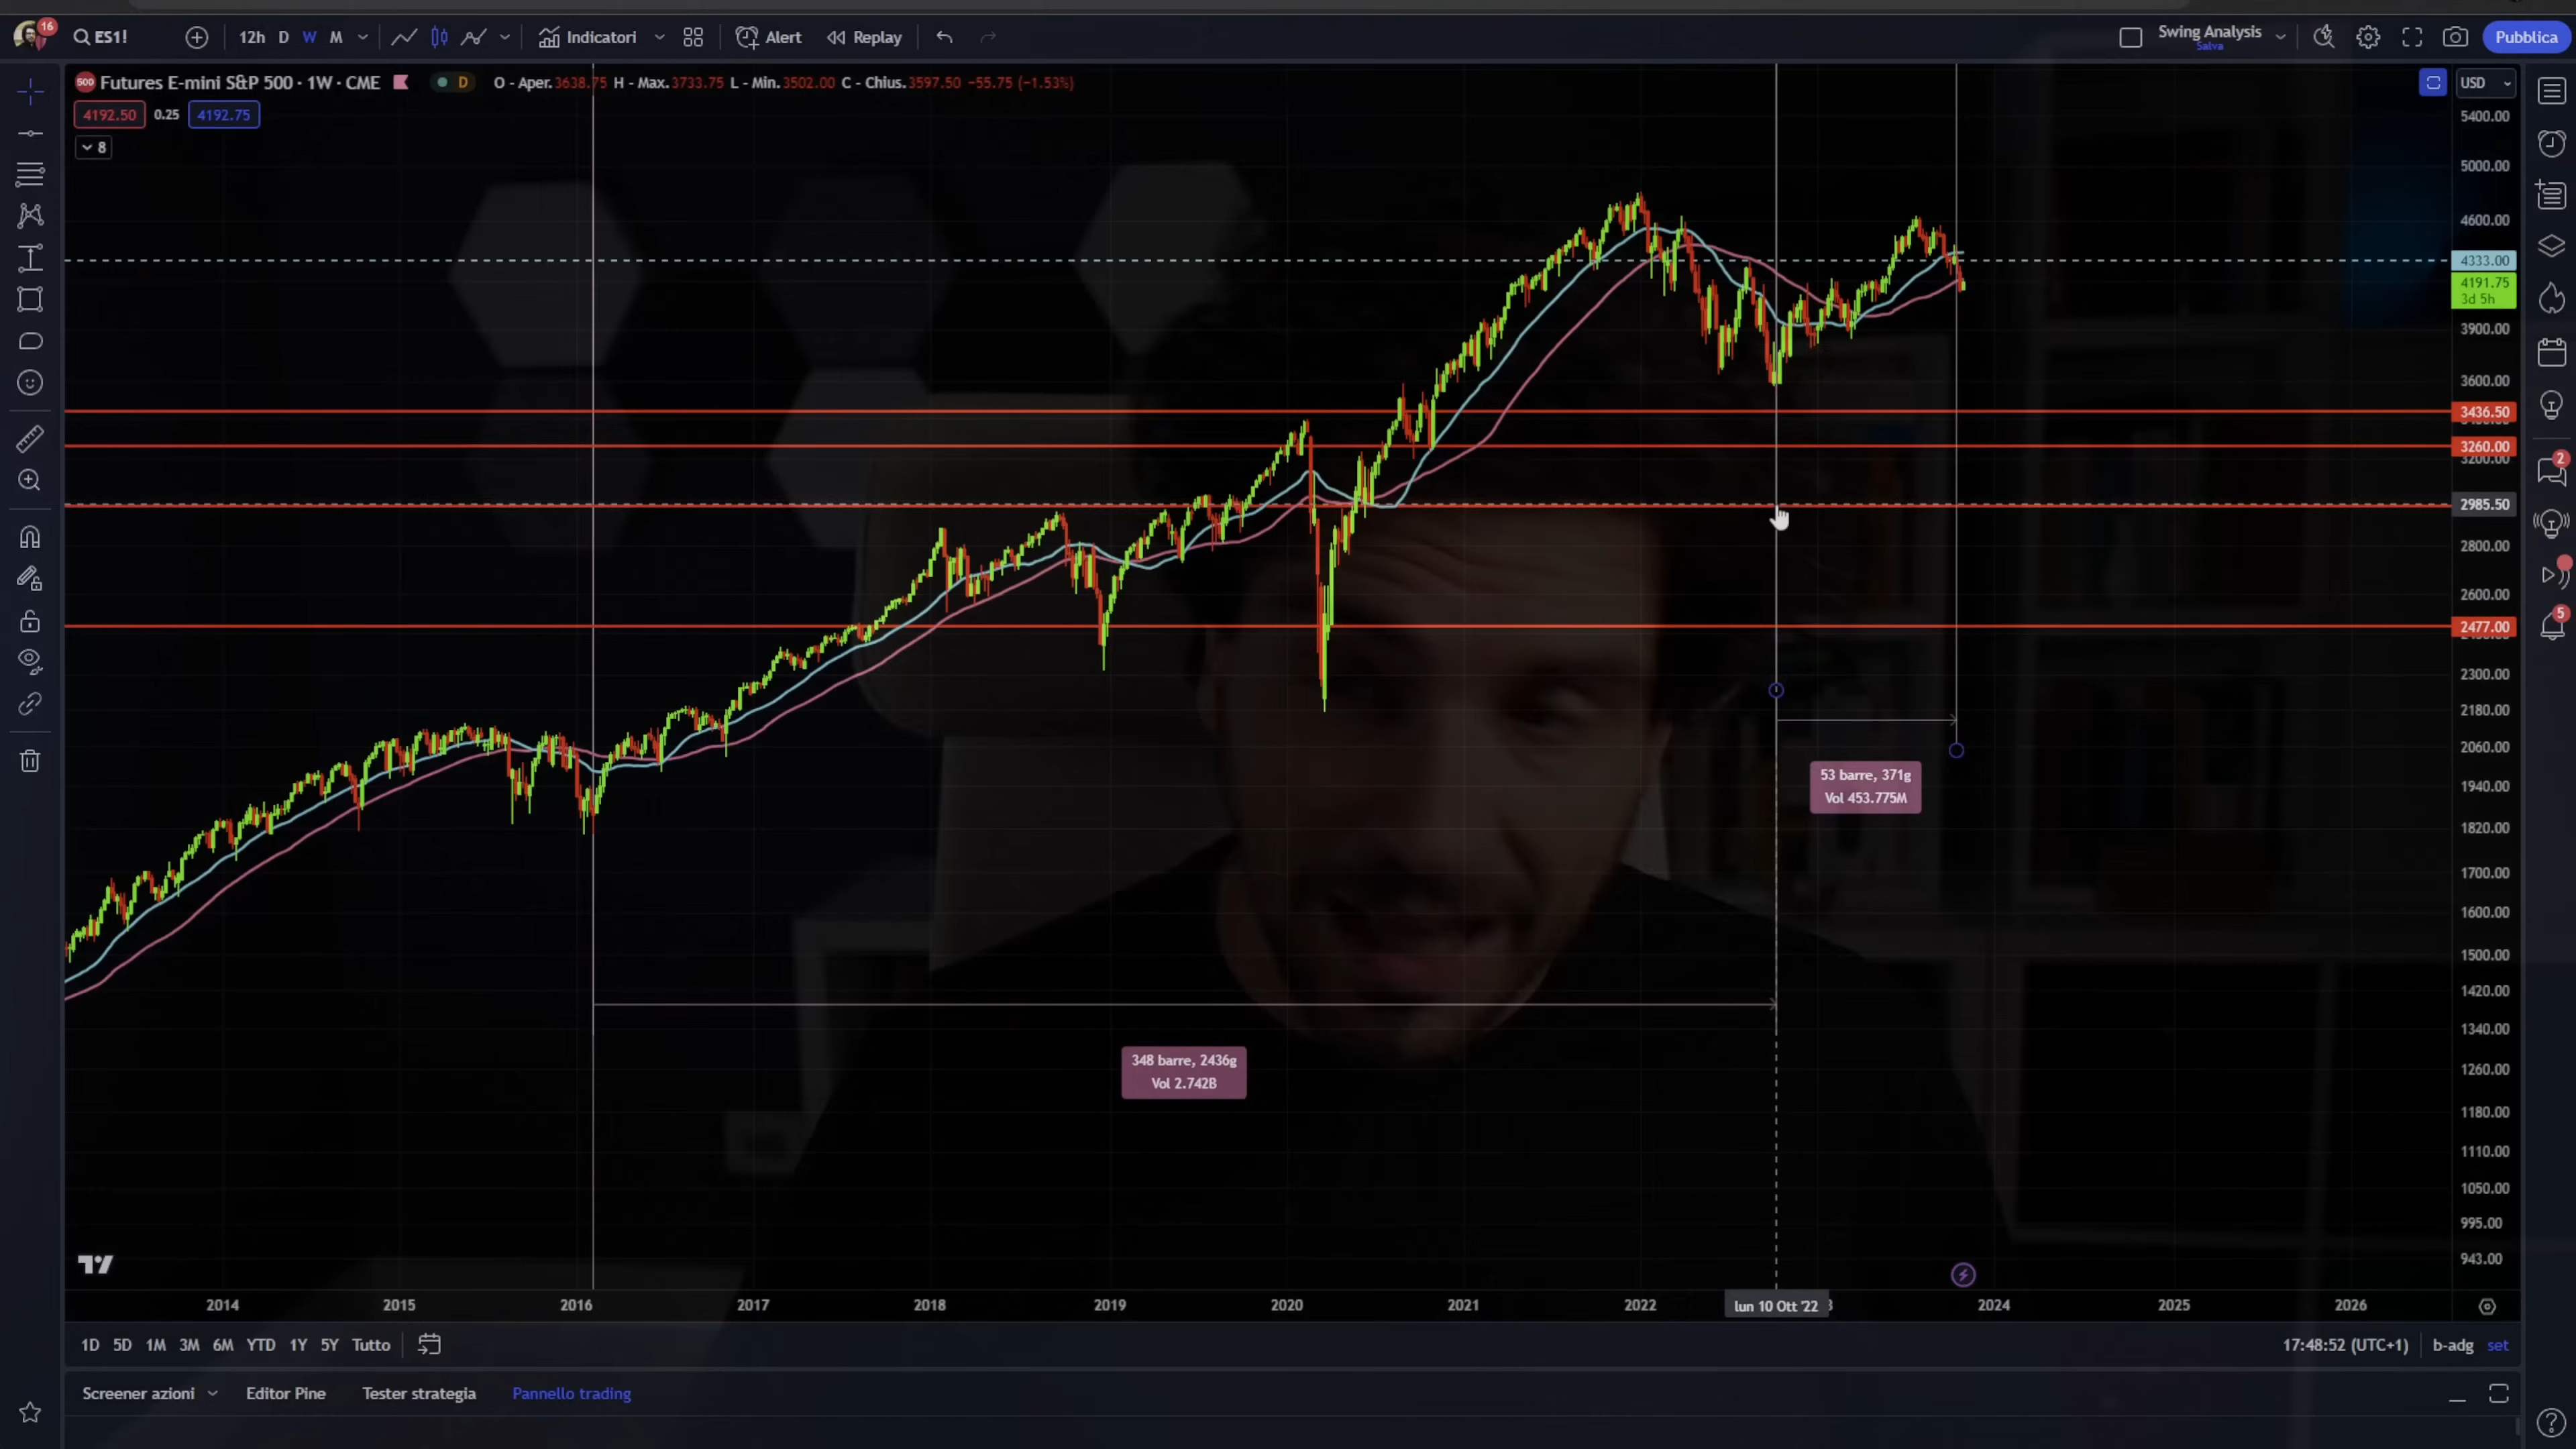 16
ES1!
12h D W M
Indicatori
Alert
Replay
Swing Analysis
Salva
Pubblica
500 Futures E-mini S&P 500 · 1W · CME
D
O - Aper.3638.75 H - Max.3733.75 L - Min.3502.00 C - Chius.3597.50 −55.75 (−1.53%)
USD
4192.50 0.25 4192.75
8
5400.00
5000.00
4600.00
4333.00
4191.75
3d 5h
3900.00
3600.00
3436.50
3260.00
3200.00
2985.50
2800.00
2600.00
2477.00
2300.00
2180.00
2060.00
1940.00
1820.00
1700.00
1600.00
1500.00
1420.00
1340.00
1260.00
1180.00
1110.00
1050.00
995.00
943.00
2
5
53 barre, 371g
Vol 453.775M
348 barre, 2436g
Vol 2.742B
2014 2015 2016 2017 2018 2019 2020 2021 2022 lun 10 Ott '22 2024 2025 2026
1D 5D 1M 3M 6M YTD 1Y 5Y Tutto
17:48:52 (UTC+1) b-adg set
Screener azioni Editor Pine Tester strategia Pannello trading